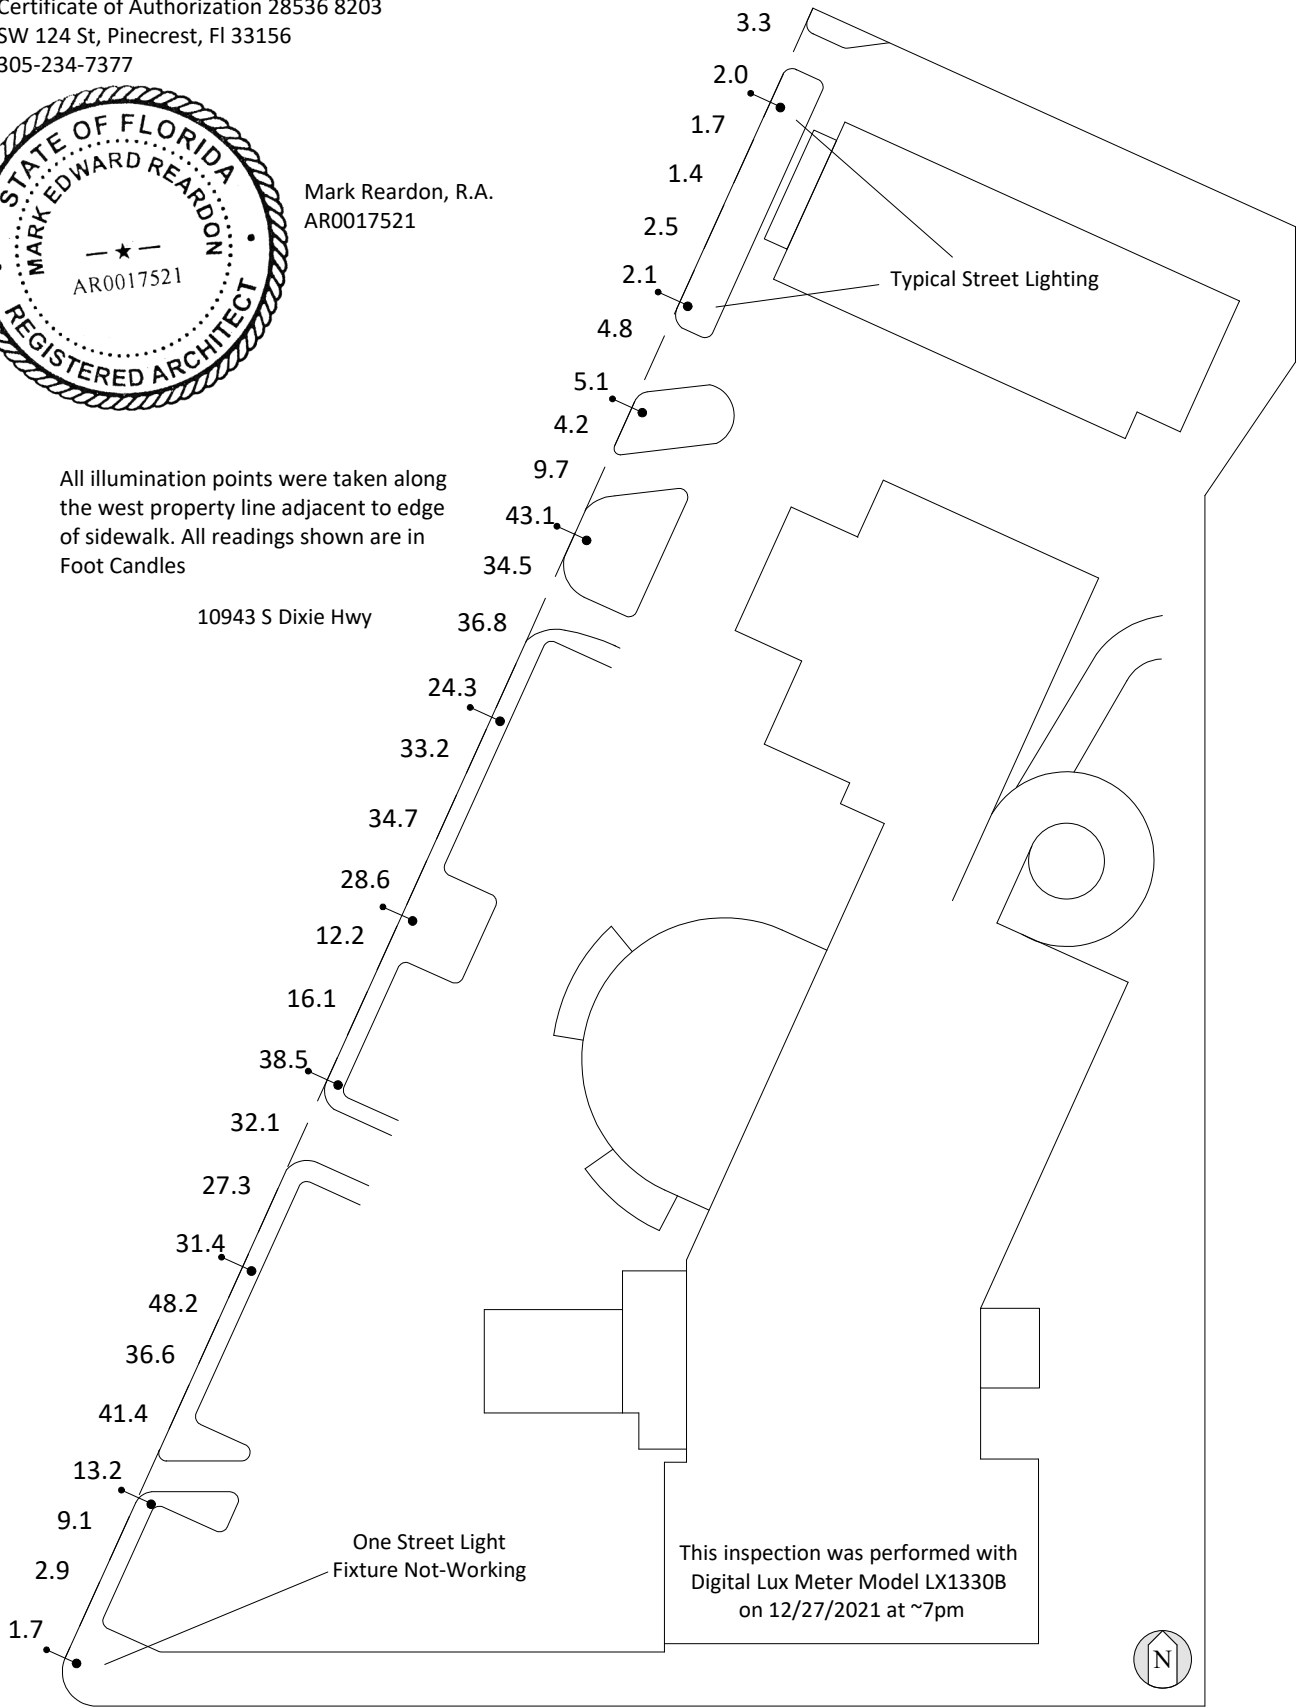 Certificate of Authorization 28536 8203
SW 124 St, Pinecrest, Fl 33156
305-234-7377
STATE OF FLORIDA
MARK EDWARD REARDON
AR0017521
REGISTERED ARCHITECT
Mark Reardon, R.A.
AR0017521
3.3
2.0
1.7
1.4
2.5
2.1
Typical Street Lighting
4.8
5.1
4.2
9.7
All illumination points were taken along
the west property line adjacent to edge
of sidewalk. All readings shown are in
Foot Candles
43.1
34.5
10943 S Dixie Hwy
36.8
24.3
33.2
34.7
28.6
12.2
16.1
38.5
32.1
27.3
31.4
48.2
36.6
41.4
13.2
9.1
2.9
1.7
One Street Light
Fixture Not-Working
This inspection was performed with
Digital Lux Meter Model LX1330B
on 12/27/2021 at ~7pm
N